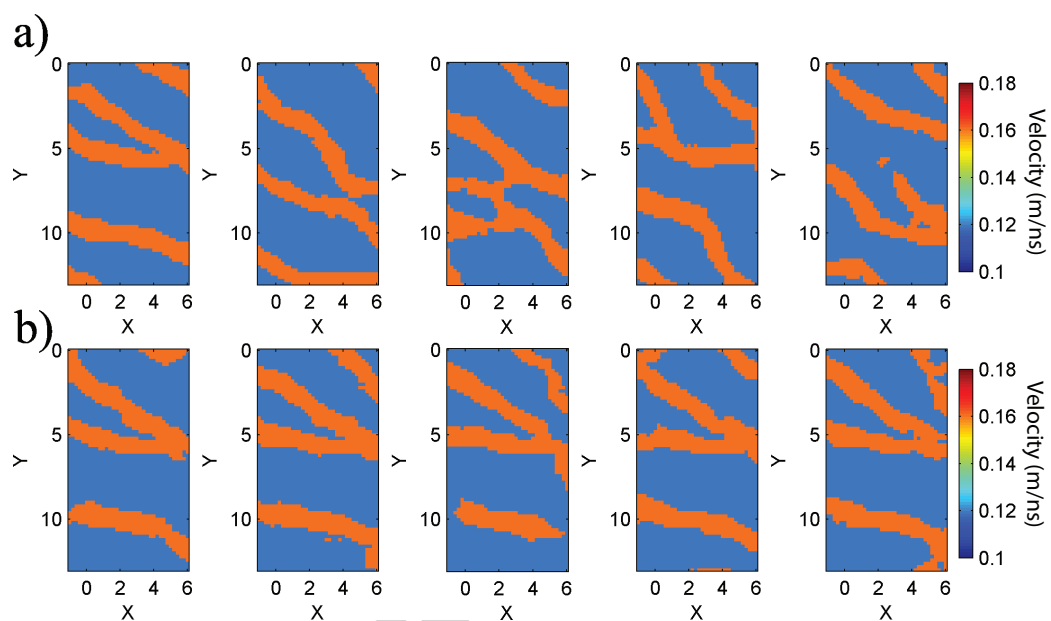 a)
0 0 0 0 0 0.18
5 5 5 5 5 0.16
Y Y Y Y Y 0.14 Velocity (m/ns)
10 10 10 10 10 0.12
0.1
0 2 4 6 0 2 4 6 0 2 4 6 0 2 4 6 0 2 4 6
X X X X X
b)
0 0 0 0 0 0.18
5 5 5 5 5 0.16
Y Y Y Y Y 0.14 Velocity (m/ns)
10 10 10 10 10 0.12
0.1
0 2 4 6 0 2 4 6 0 2 4 6 0 2 4 6 0 2 4 6
X X X X X